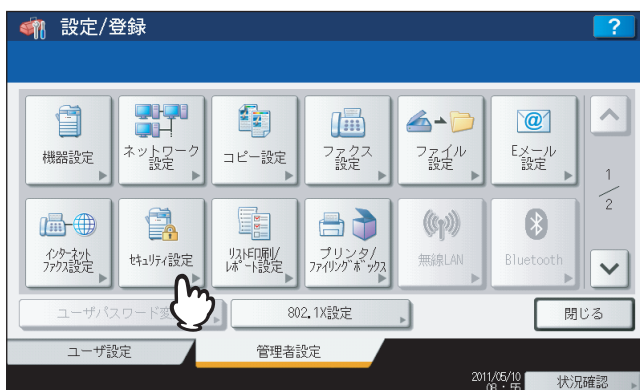 設定/登録
?
機器設定
ネットワーク
設定
コピー設定
ファクス
設定
ファイル
設定
Eメール
設定
1
2
インターネット
ファクス設定
セキュリティ設定
リスト印刷/
レポート設定
プリンタ/
ファイリングボックス
無線LAN
Bluetooth
ユーザパスワード
802.1X設定
閉じる
ユーザ設定
管理者設定
2011/05/10
08:55
状況確認